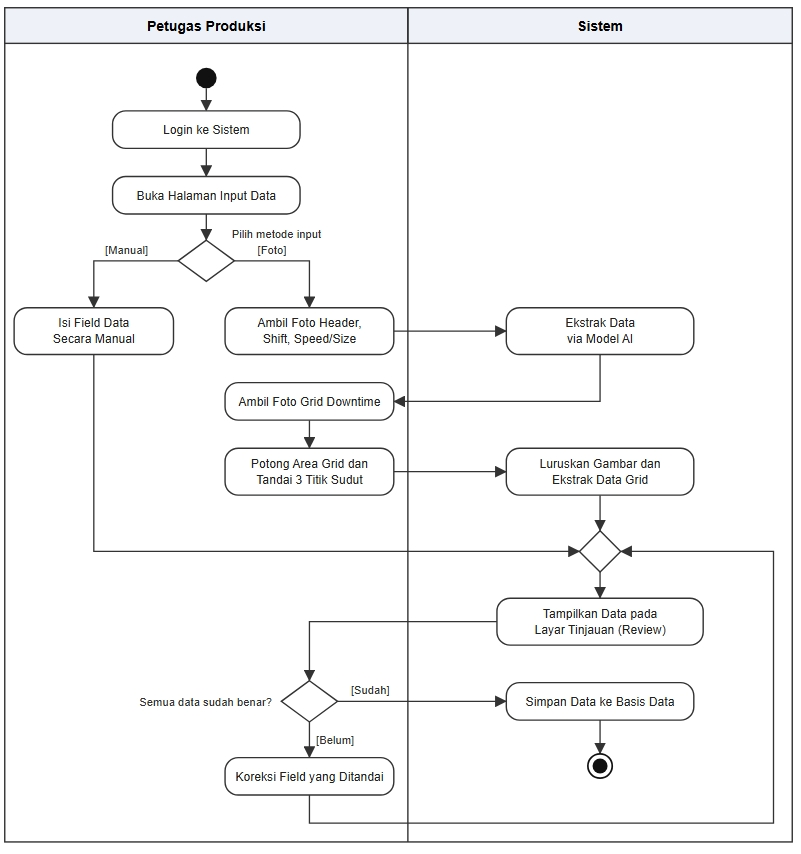 Petugas Produksi
Sistem
Login ke Sistem
Buka Halaman Input Data
Pilih metode input
[Manual]
[Foto]
Isi Field Data
Secara Manual
Ambil Foto Header,
Shift, Speed/Size
Ekstrak Data
via Model AI
Ambil Foto Grid Downtime
Potong Area Grid dan
Tandai 3 Titik Sudut
Luruskan Gambar dan
Ekstrak Data Grid
Tampilkan Data pada
Layar Tinjauan (Review)
Semua data sudah benar?
[Sudah]
Simpan Data ke Basis Data
[Belum]
Koreksi Field yang Ditandai